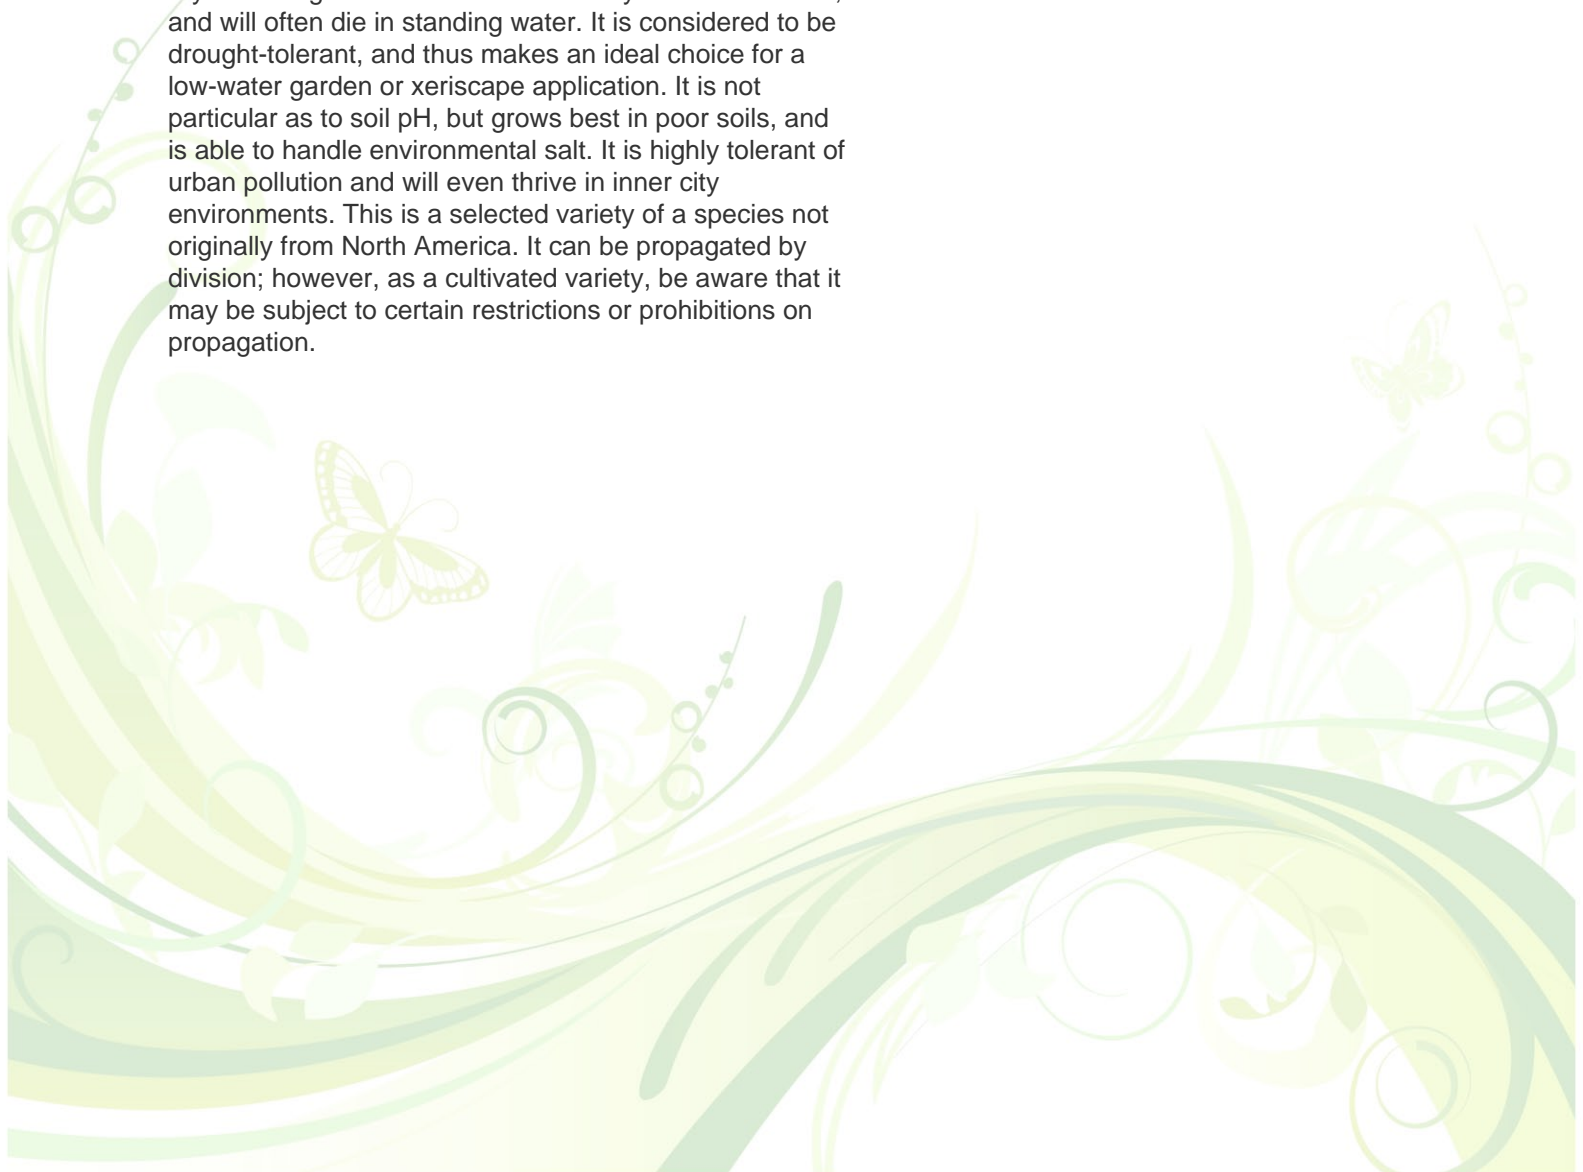 and will often die in standing water. It is considered to be
drought-tolerant, and thus makes an ideal choice for a
low-water garden or xeriscape application. It is not
particular as to soil pH, but grows best in poor soils, and
is able to handle environmental salt. It is highly tolerant of
urban pollution and will even thrive in inner city
environments. This is a selected variety of a species not
originally from North America. It can be propagated by
division; however, as a cultivated variety, be aware that it
may be subject to certain restrictions or prohibitions on
propagation.